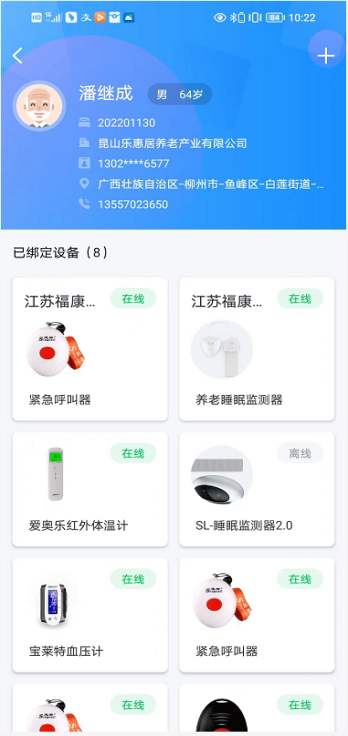 HD 5G 84 10:22
潘继成 男 64岁
202201130
昆山乐惠居养老产业有限公司
1302****6577
广西壮族自治区-柳州市-鱼峰区-白莲街道-...
13557023650
已绑定设备（8）
江苏福康... 在线
紧急呼叫器
江苏福康... 在线
养老睡眠监测器
在线
爱奥乐红外体温计
离线
SL-睡眠监测器2.0
在线
宝莱特血压计
在线
紧急呼叫器
在线
在线